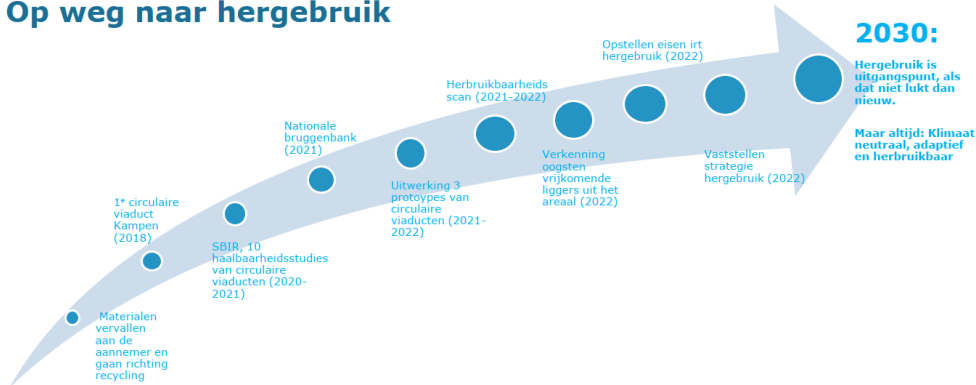 Op weg naar hergebruik
Materialen
vervallen
aan de
aannemer en
gaan richting
recycling
1e circulaire
viaduct
Kampen
(2018)
SBIR, 10
haalbaarheidsstudies
van circulaire
viaducten (2020-
2021)
Nationale
bruggenbank
(2021)
Uitwerking 3
protoypes van
circulaire
viaducten (2021-
2022)
Herbruikbaarheids
scan (2021-2022)
Verkenning
oogsten
vrijkomende
liggers uit het
areaal (2022)
Opstellen eisen irt
hergebruik (2022)
Vaststellen
strategie
hergebruik (2022)
2030:
Hergebruik is
uitgangspunt, als
dat niet lukt dan
nieuw.
Maar altijd: Klimaat
neutraal, adaptief
en herbruikbaar